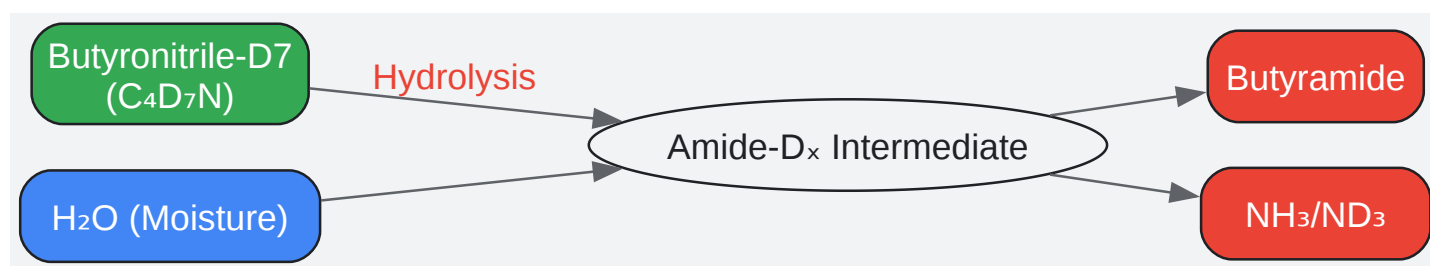 Butyronitrile-D7
(C₄D₇N)
Hydrolysis
H₂O (Moisture)
Amide-Dₓ Intermediate
Butyramide
NH₃/ND₃